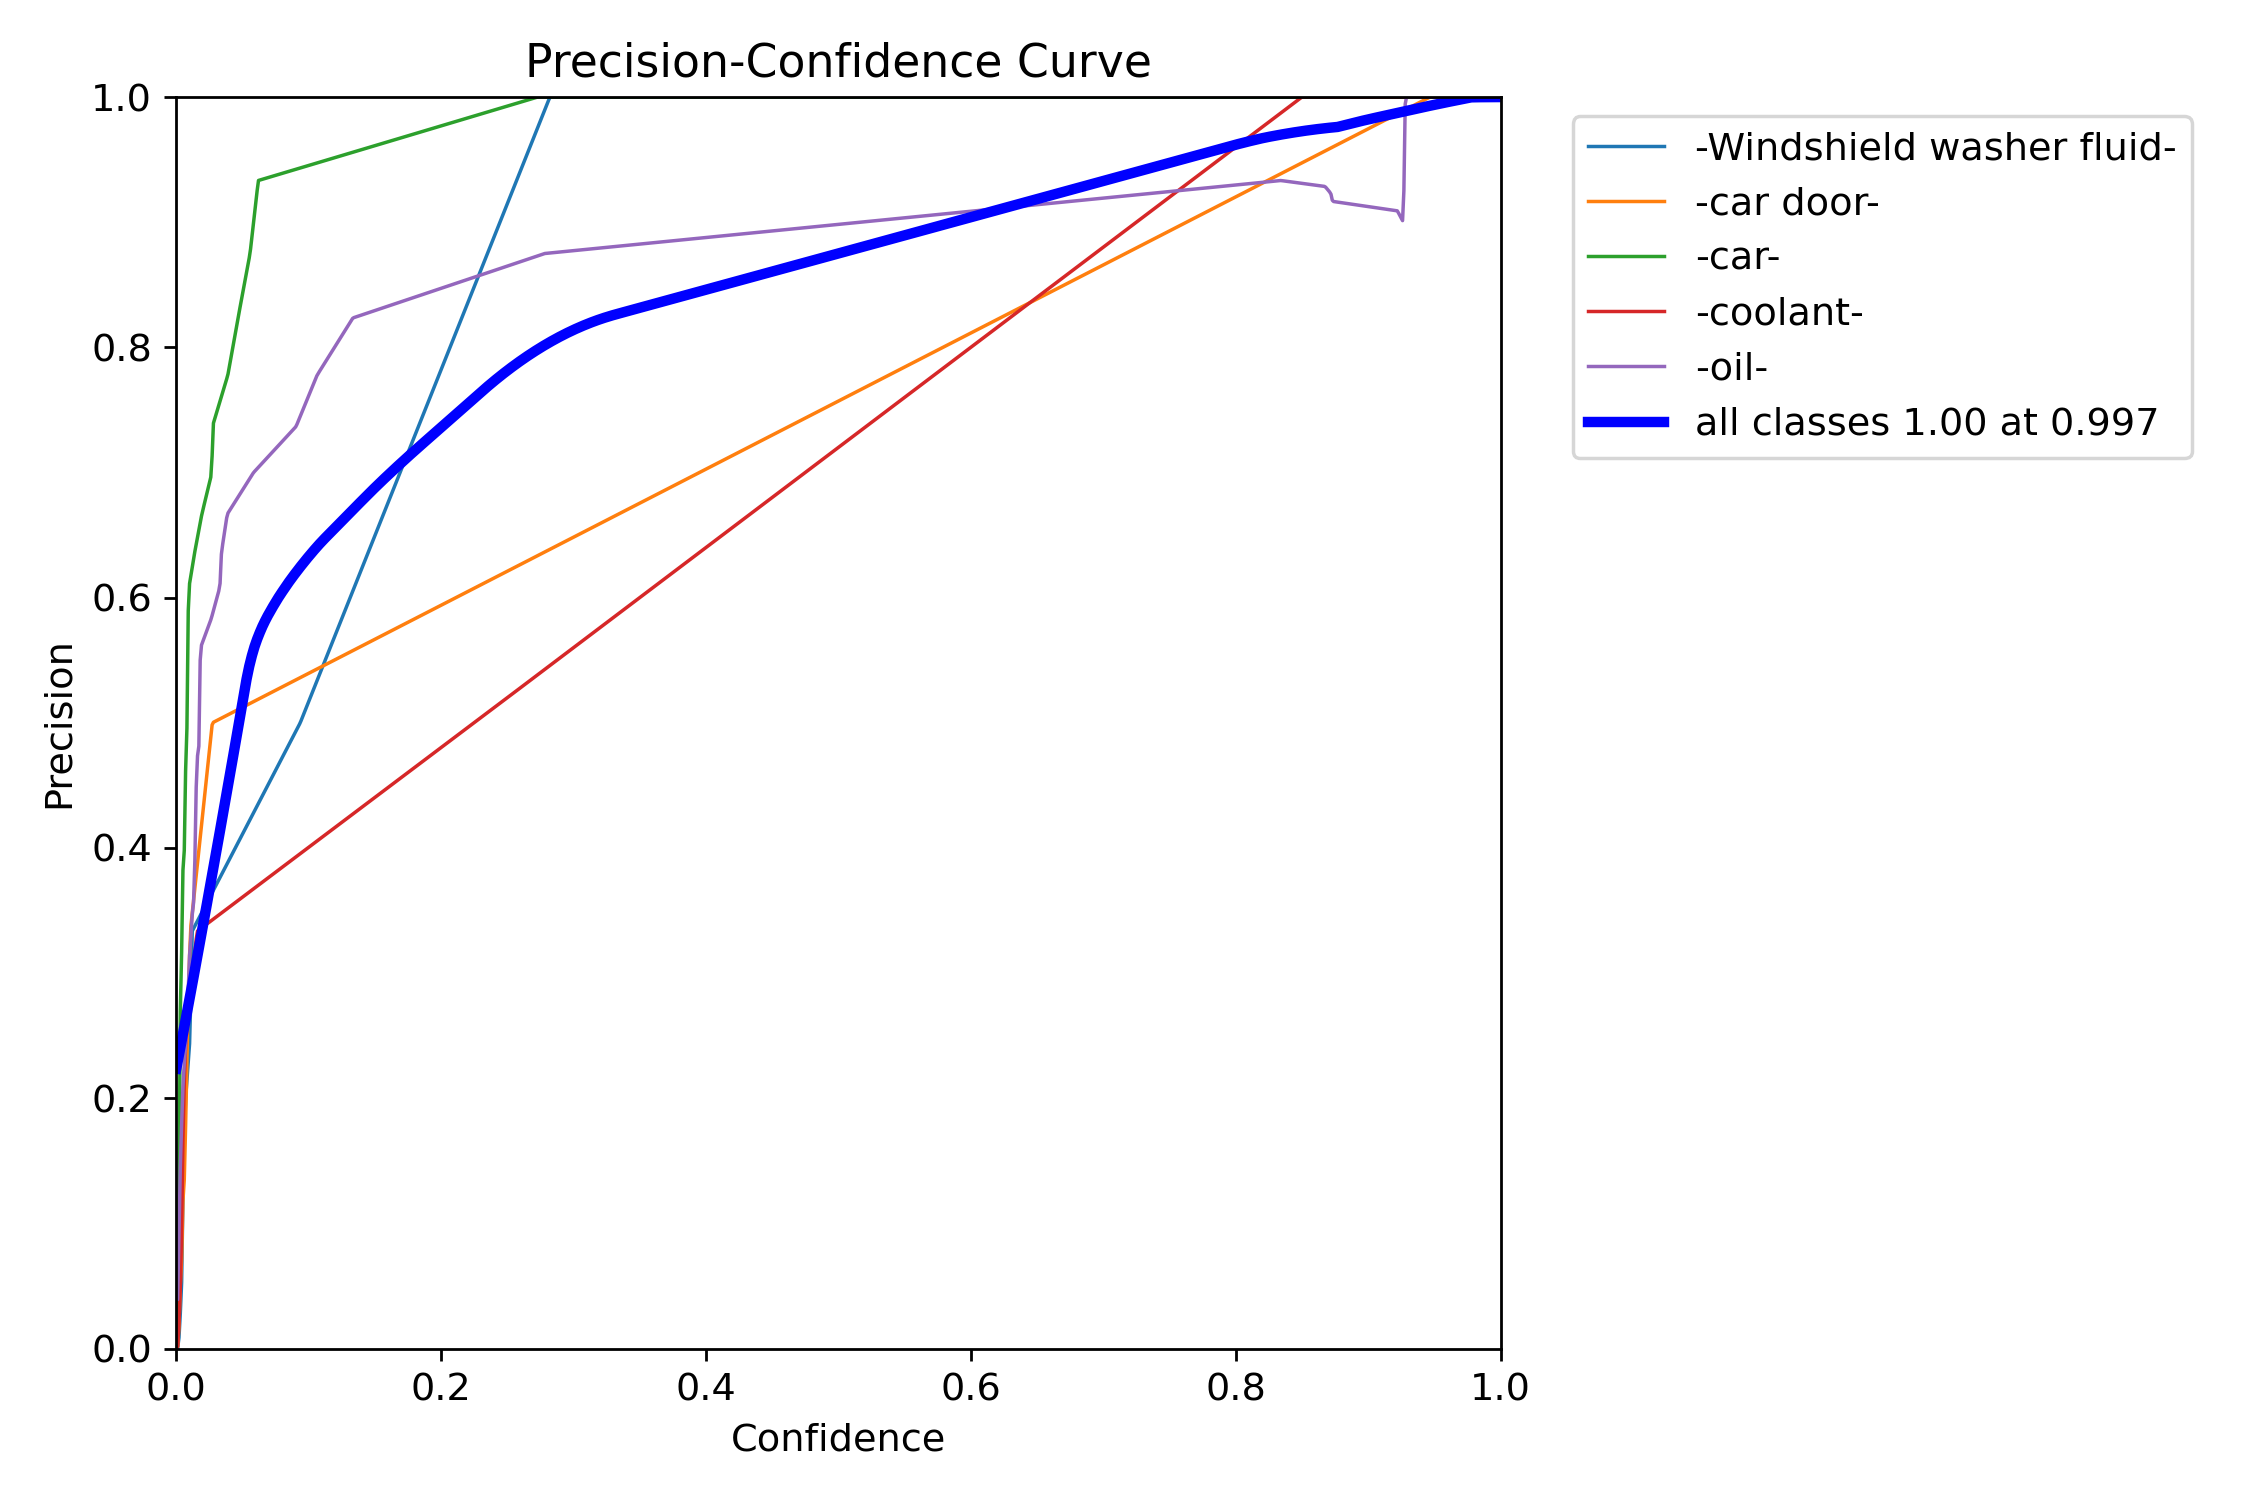 Precision-Confidence Curve
1.0
0.8
0.6
0.4
0.2
0.0
Precision
0.0 0.2 0.4 0.6 0.8 1.0
Confidence
-Windshield washer fluid-
-car door-
-car-
-coolant-
-oil-
all classes 1.00 at 0.997